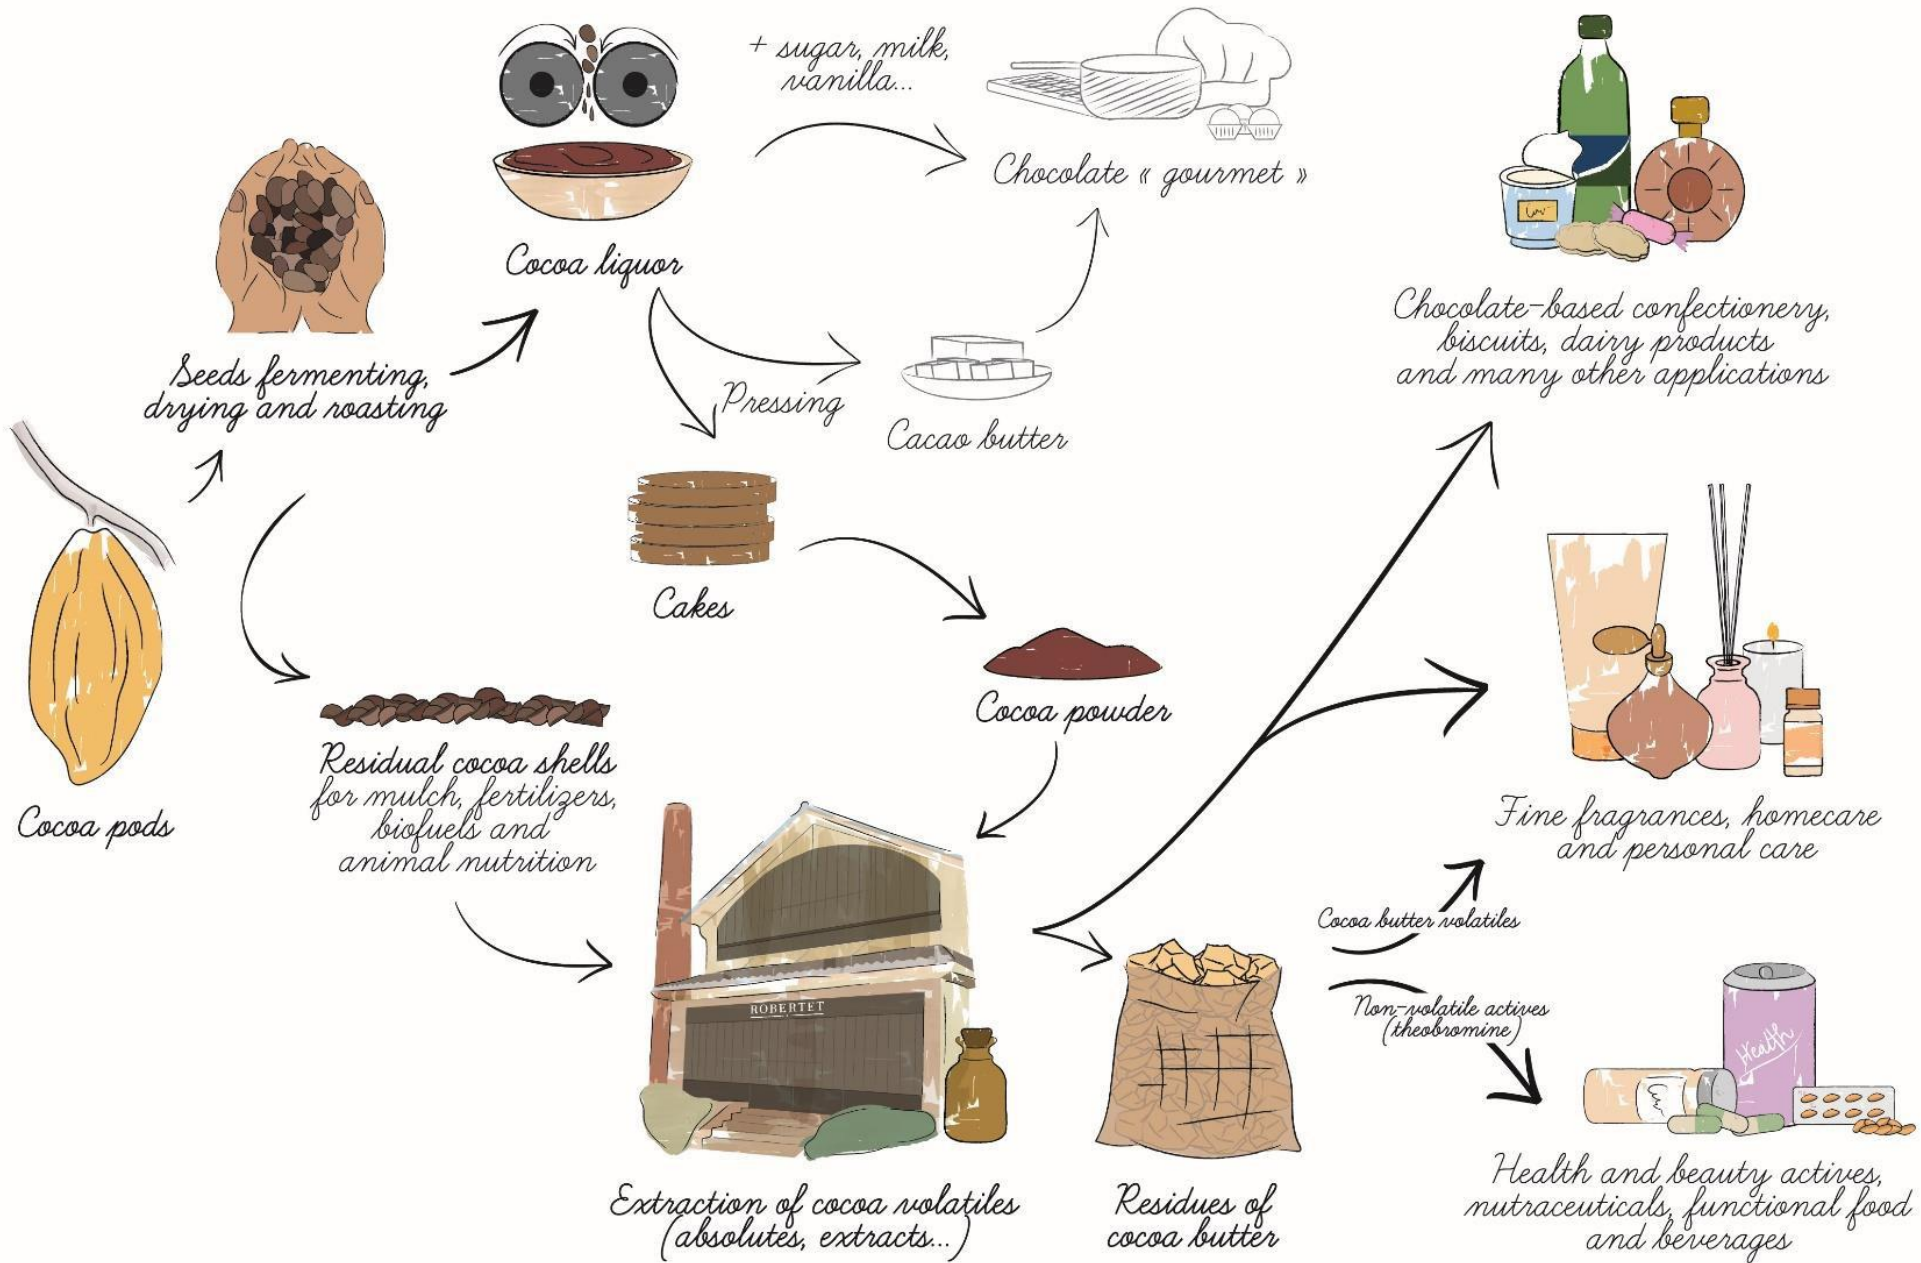 + sugar, milk,
vanilla...
Chocolate « gourmet »
Cocoa liquor
Chocolate-based confectionery,
biscuits, dairy products
and many other applications
Seeds fermenting,
drying and roasting
Pressing
Cacao butter
Cakes
Cocoa powder
Residual cocoa shells
for mulch, fertilizers,
biofuels and
animal nutrition
Cocoa pods
Fine fragrances, homecare
and personal care
Cocoa butter volatiles
Non-volatile actives
(theobromine)
ROBERTET
Health
Extraction of cocoa volatiles
(absolutes, extracts...)
Residues of
cocoa butter
Health and beauty actives,
nutraceuticals, functional food
and beverages